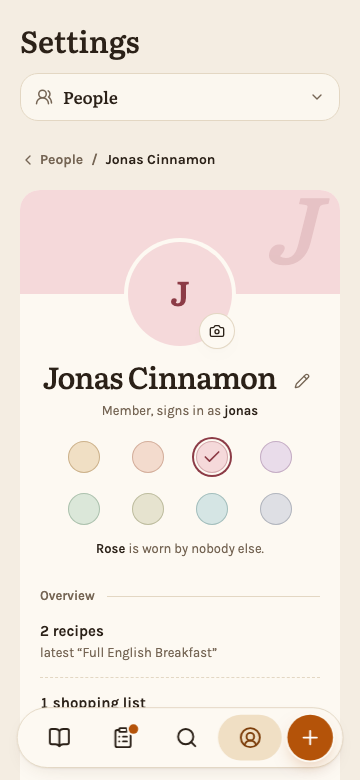 Settings
People
People / Jonas Cinnamon
J
J
Jonas Cinnamon
Member, signs in as jonas
Rose is worn by nobody else.
Overview
2 recipes
latest “Full English Breakfast”
1 shopping list